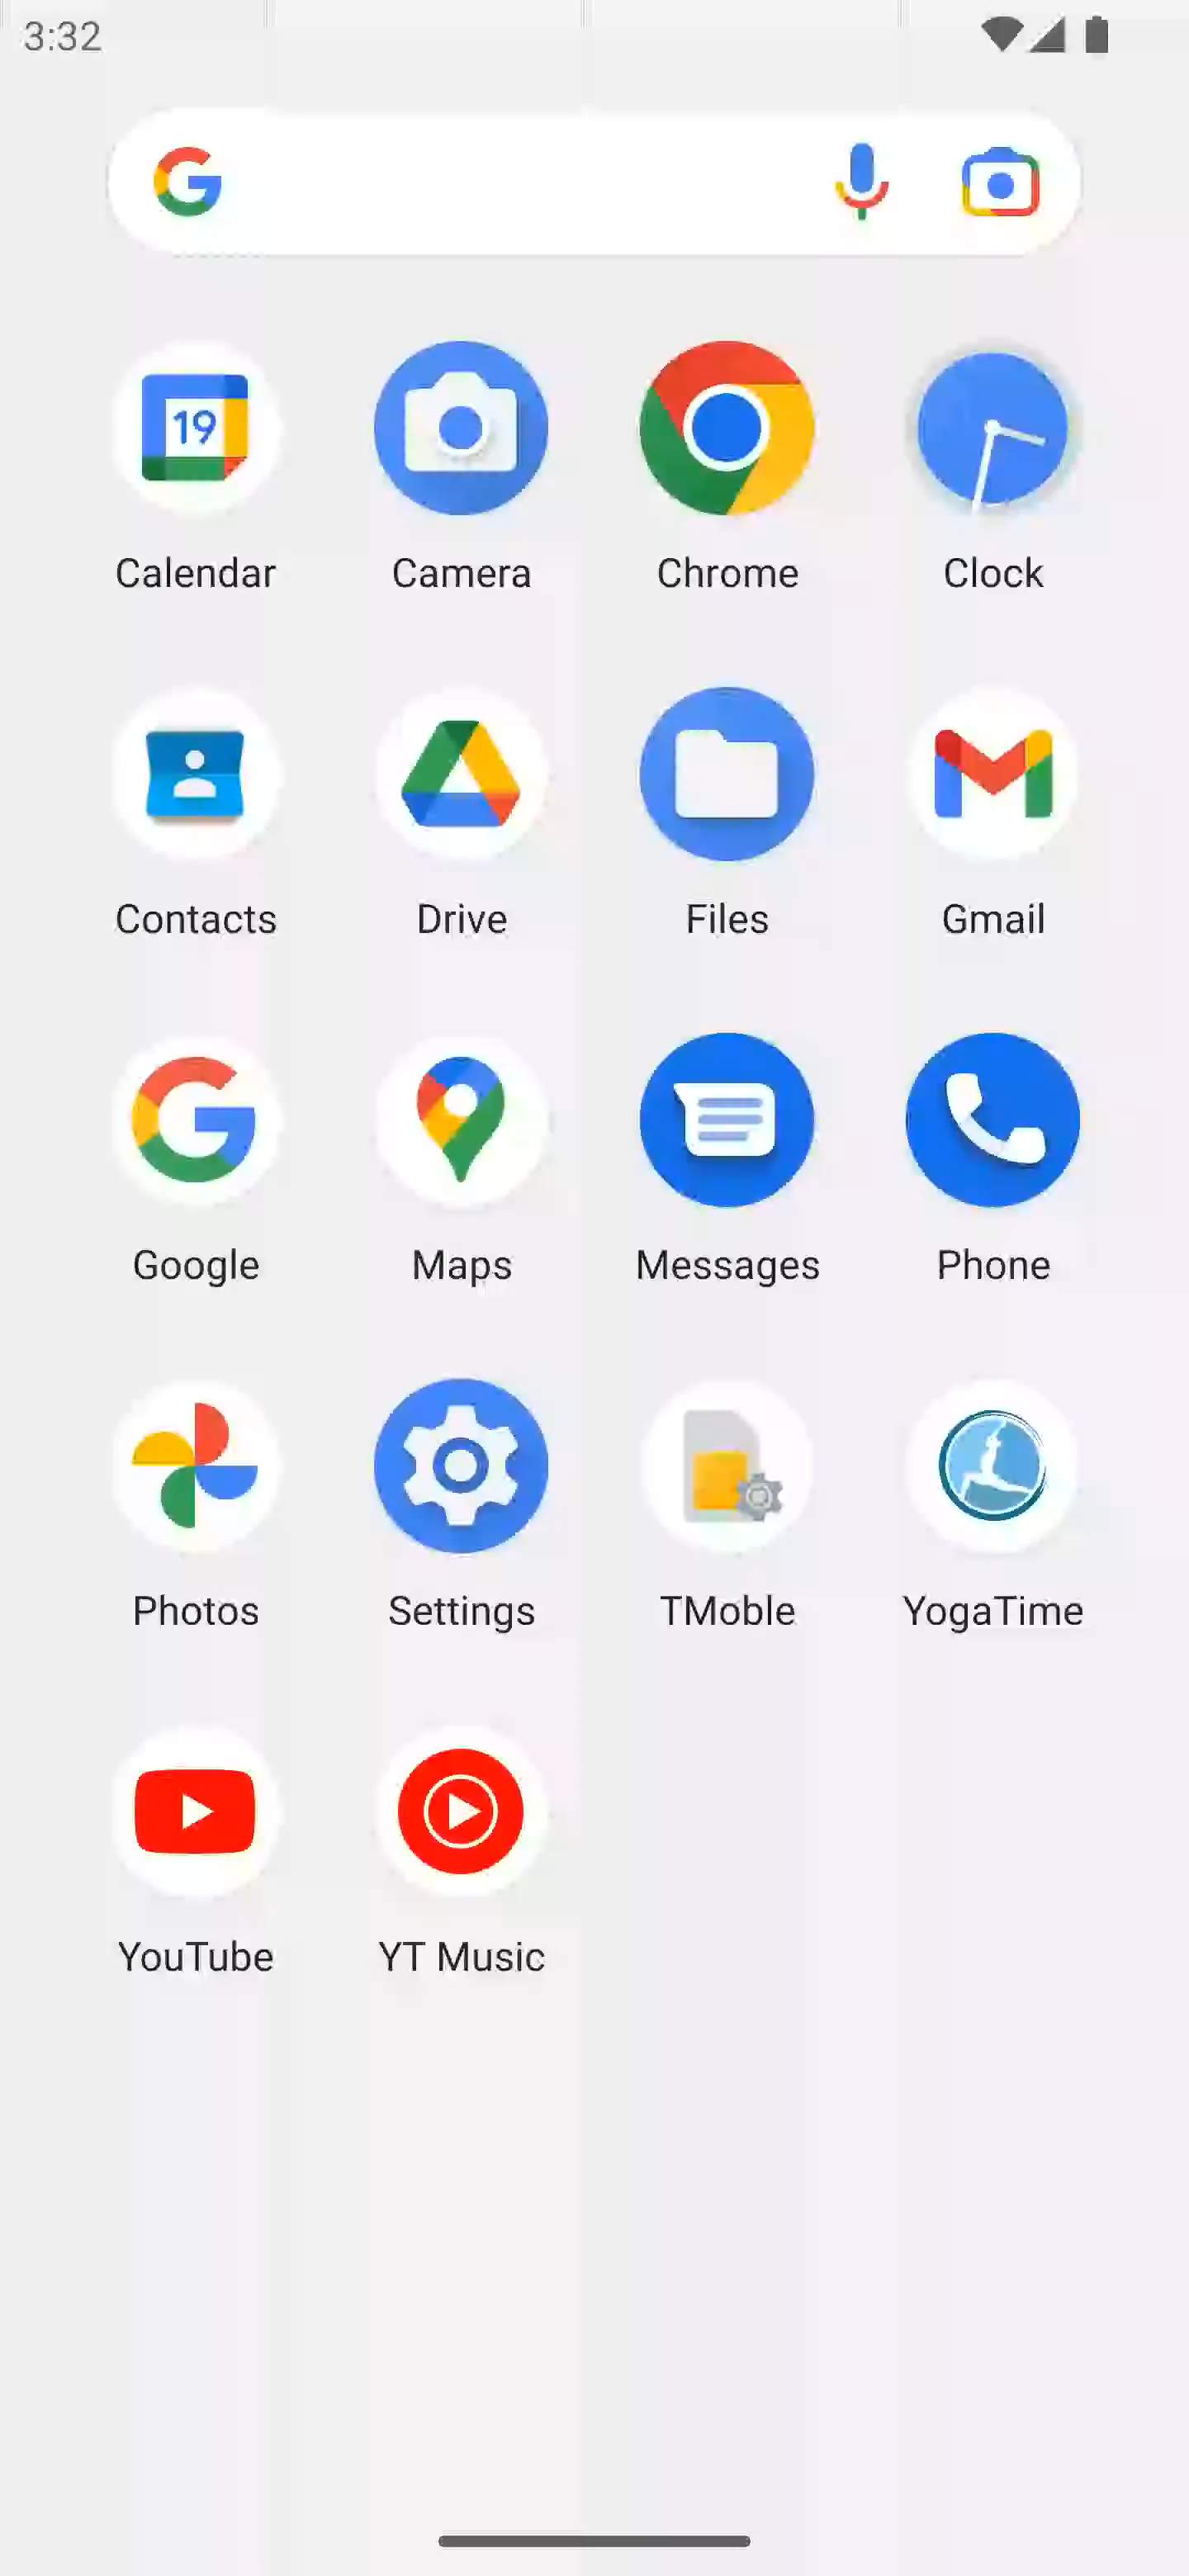 3:32
Calendar Camera Chrome Clock
19
Contacts Drive Files Gmail
Google Maps Messages Phone
Photos Settings TMoble YogaTime
YouTube YT Music